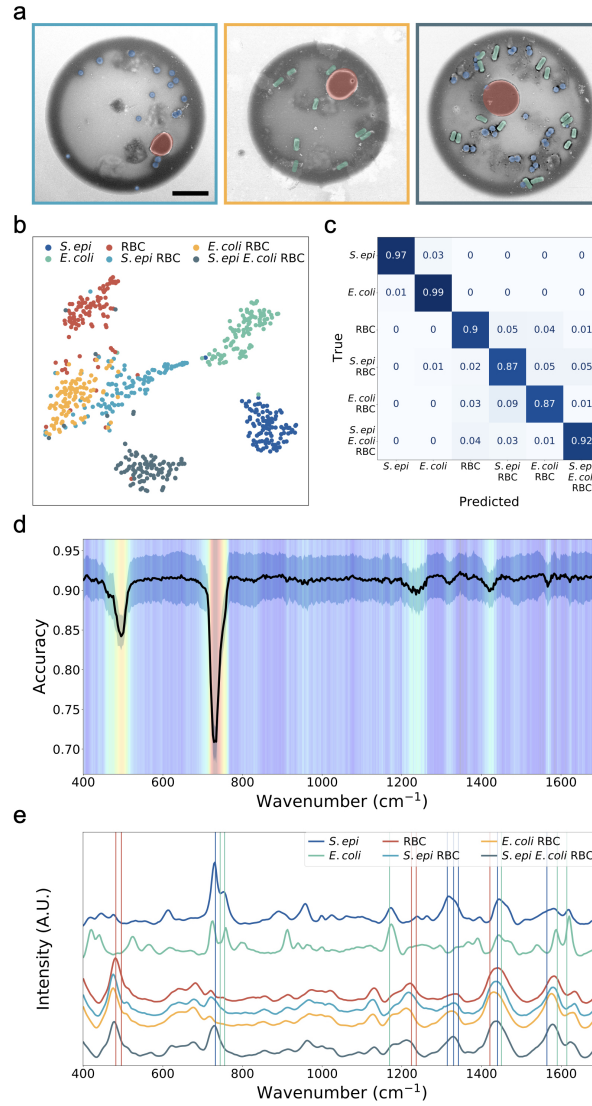 a
b
S. epi RBC E. coli RBC
E. coli S. epi RBC S. epi E. coli RBC
c
True
S. epi 0.97 0.03 0 0 0 0
E. coli 0.01 0.99 0 0 0 0
RBC 0 0 0.9 0.05 0.04 0.01
S. epi
RBC 0 0.01 0.02 0.87 0.05 0.05
E. coli
RBC 0 0 0.03 0.09 0.87 0.01
S. epi
E. coli
RBC 0 0 0.04 0.03 0.01 0.92
S. epi E. coli RBC S. epi
RBC E. coli
RBC S. epi
E. coli
RBC
Predicted
d
Accuracy
0.95
0.90
0.85
0.80
0.75
0.70
400 600 800 1000 1200 1400 1600
Wavenumber (cm⁻¹)
e
S. epi RBC E. coli RBC
E. coli S. epi RBC S. epi E. coli RBC
Intensity (A.U.)
400 600 800 1000 1200 1400 1600
Wavenumber (cm⁻¹)